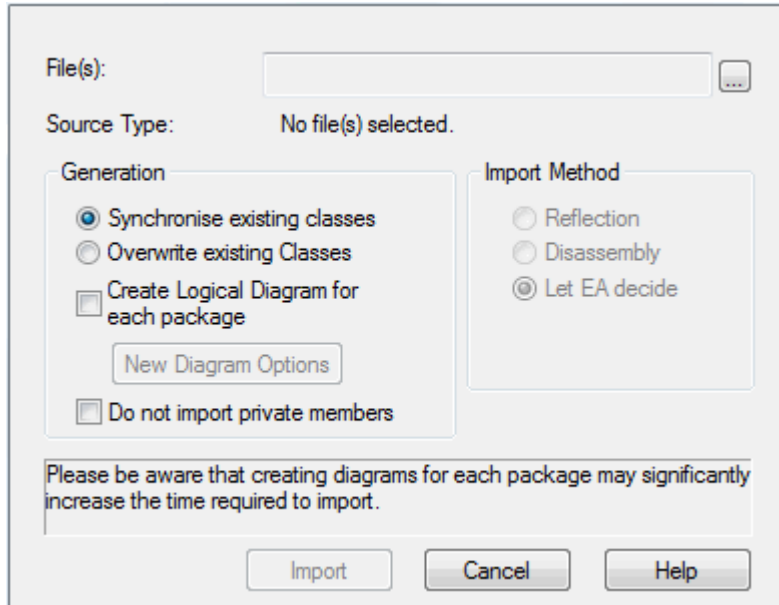 File(s):
...
Source Type: No file(s) selected.
Generation
Synchronise existing classes
Overwrite existing Classes
Create Logical Diagram for
each package
New Diagram Options
Do not import private members
Import Method
Reflection
Disassembly
Let EA decide
Please be aware that creating diagrams for each package may significantly
increase the time required to import.
Import
Cancel
Help